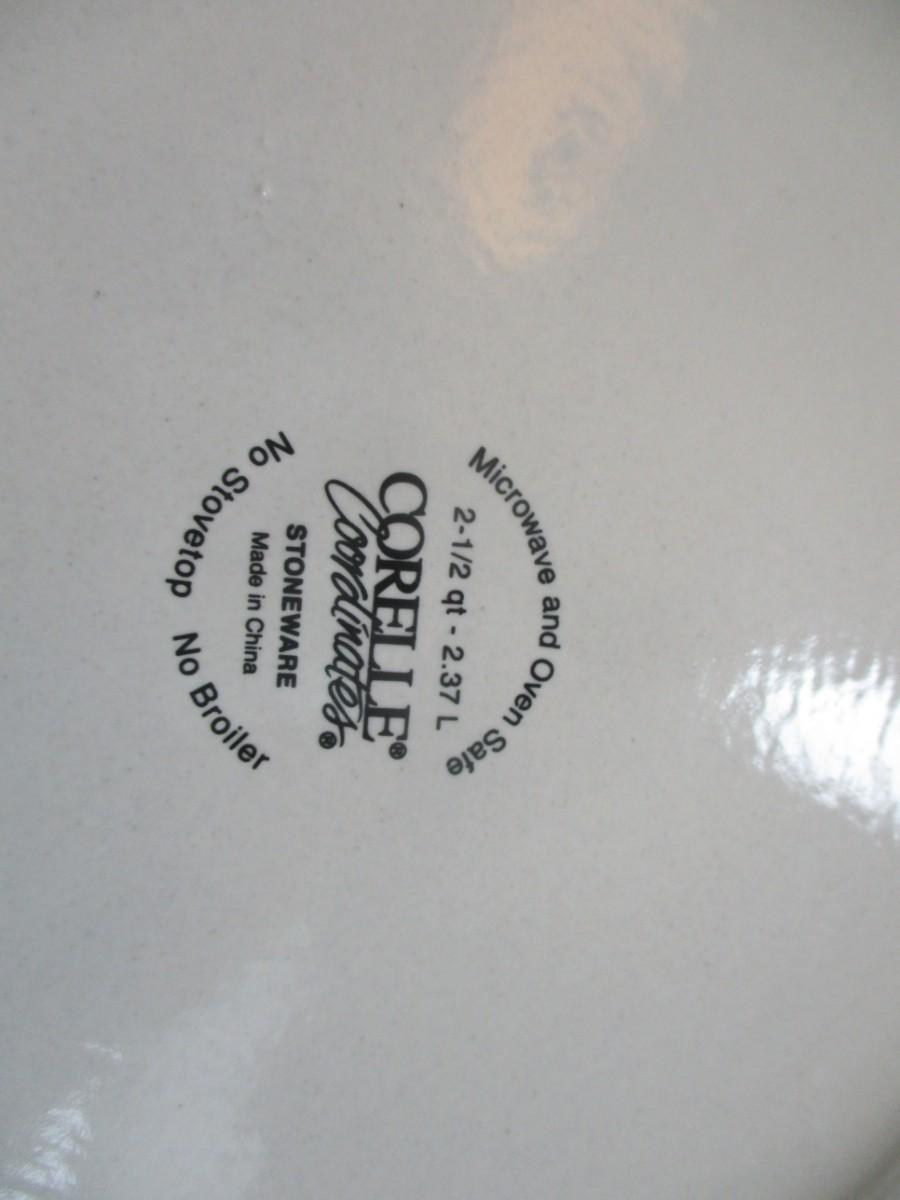 Microwave and Oven Safe
2-1/2 qt - 2.37 L
CORELLE®
Coordinates®
STONEWARE
Made in China
No Stovetop No Broiler